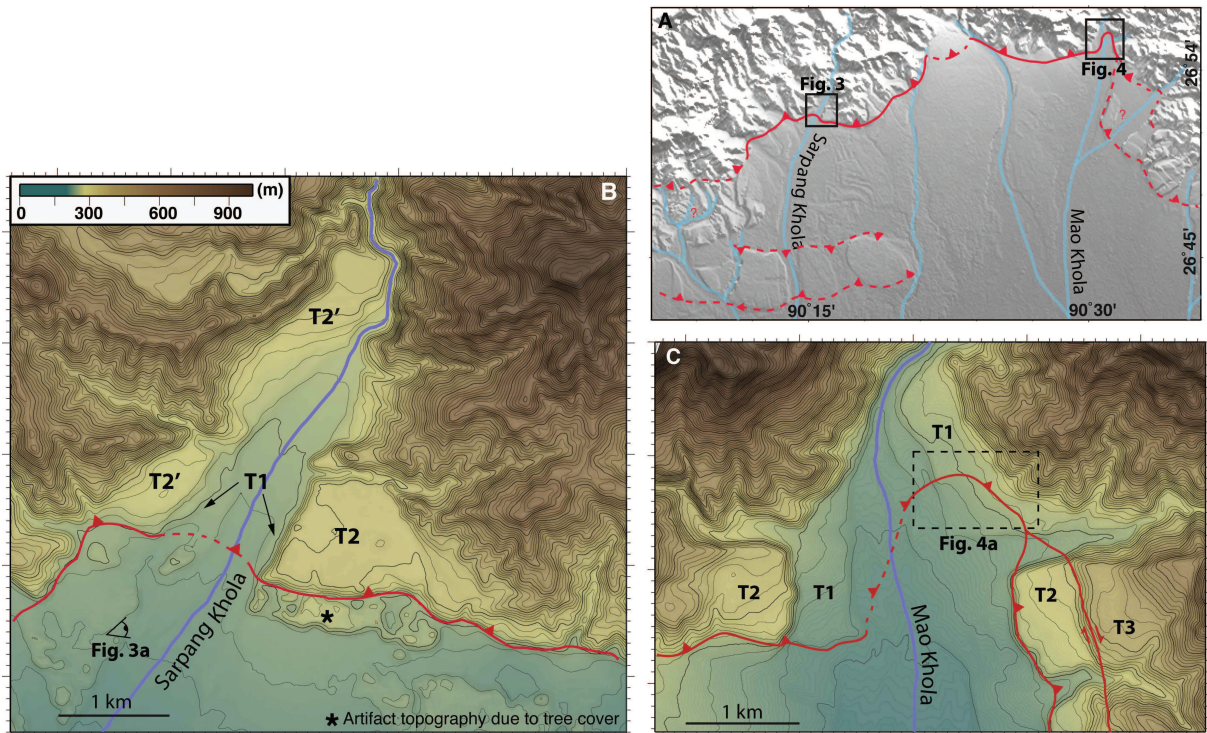 A
Fig. 3
Fig. 4
26°54'
?
?
Sarpang Khola
Mao Khola
26°45'
90°15'
90°30'
B
(m)
0 300 600 900
T2'
T2'
T1
T2
*
Fig. 3a
Sarpang Khola
1 km
* Artifact topography due to tree cover
C
T1
Fig. 4a
T2
T1
T2
T3
Mao Khola
1 km